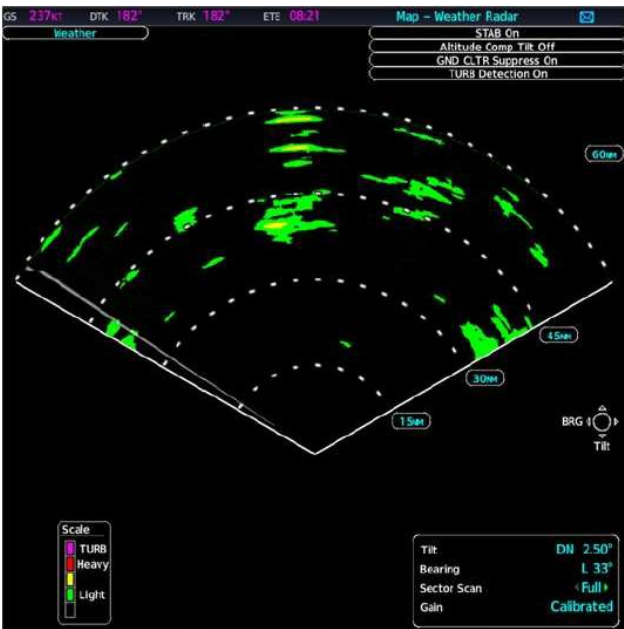 GS 237KT DTK 182° TRK 182° ETE 08:21 Map – Weather Radar
Weather
STAB On
Altitude Comp Tilt Off
GND CLTR Suppress On
TURB Detection On
60NM
45NM
30NM
15NM
BRG
Tilt
Scale
TURB
Heavy
Light
Tilt DN 2.50°
Bearing L 33°
Sector Scan Full
Gain Calibrated